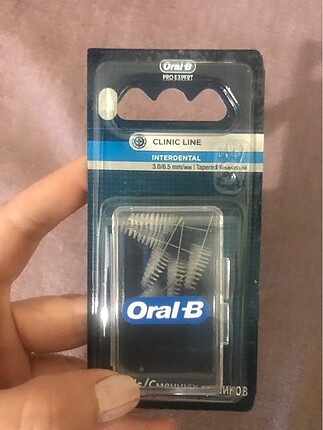 Oral-B
PRO-EXPERT
CLINIC LINE
INTERDENTAL
3.0/6.5 mm/мм | Tapered
Oral-B